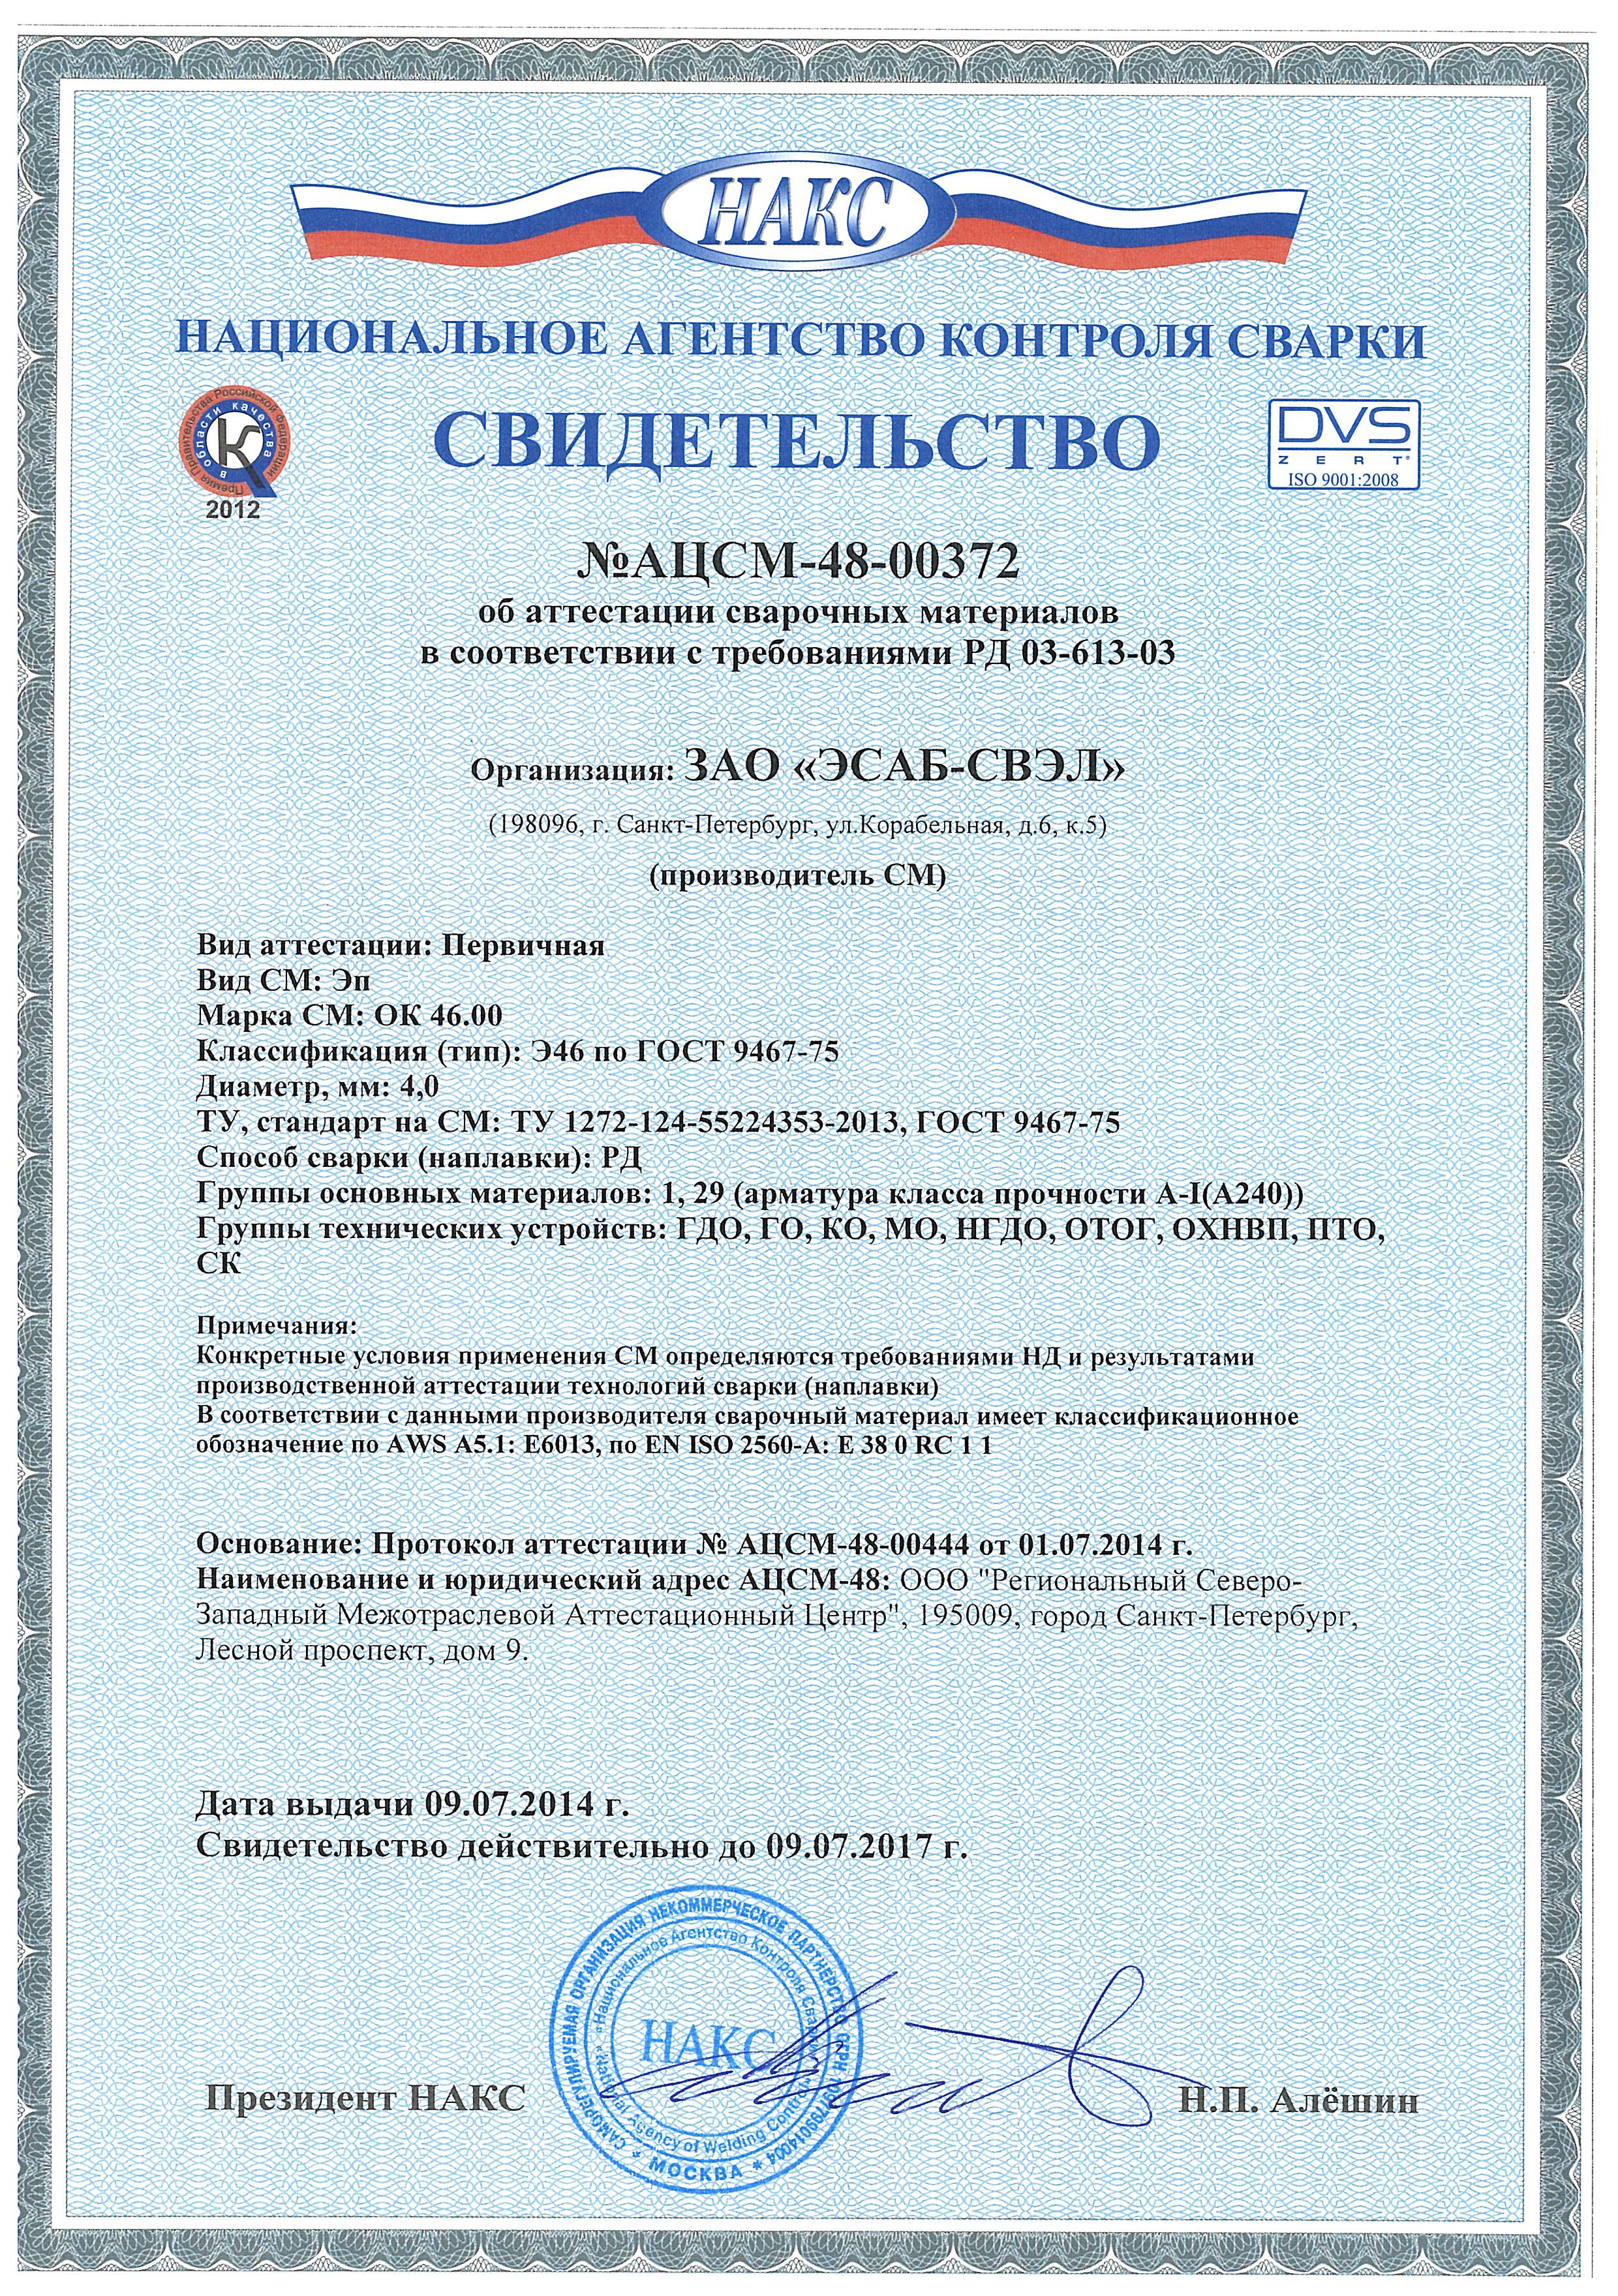 НАКС
НАЦИОНАЛЬНОЕ АГЕНТСТВО КОНТРОЛЯ СВАРКИ
Премия Правительства Российской Федерации
в области качества
2012
СВИДЕТЕЛЬСТВО
DVS
ZERT®
ISO 9001:2008
№АЦСМ-48-00372
об аттестации сварочных материалов
в соответствии с требованиями РД 03-613-03
Организация: ЗАО «ЭСАБ-СВЭЛ»
(198096, г. Санкт-Петербург, ул.Корабельная, д.6, к.5)
(производитель СМ)
Вид аттестации: Первичная
Вид СМ: Эп
Марка СМ: ОК 46.00
Классификация (тип): Э46 по ГОСТ 9467-75
Диаметр, мм: 4,0
ТУ, стандарт на СМ: ТУ 1272-124-55224353-2013, ГОСТ 9467-75
Способ сварки (наплавки): РД
Группы основных материалов: 1, 29 (арматура класса прочности А-I(А240))
Группы технических устройств: ГДО, ГО, КО, МО, НГДО, ОТОГ, ОХНВП, ПТО,
СК
Примечания:
Конкретные условия применения СМ определяются требованиями НД и результатами
производственной аттестации технологий сварки (наплавки)
В соответствии с данными производителя сварочный материал имеет классификационное
обозначение по AWS A5.1: E6013, по EN ISO 2560-A: E 38 0 RC 1 1
Основание: Протокол аттестации № АЦСМ-48-00444 от 01.07.2014 г.
Наименование и юридический адрес АЦСМ-48: ООО "Региональный Северо-
Западный Межотраслевой Аттестационный Центр", 195009, город Санкт-Петербург,
Лесной проспект, дом 9.
Дата выдачи 09.07.2014 г.
Свидетельство действительно до 09.07.2017 г.
САМОРЕГУЛИРУЕМАЯ ОРГАНИЗАЦИЯ НЕКОММЕРЧЕСКОЕ ПАРТНЕРСТВО
«Национальное Агентство Контроля Сварки»
НАКС
Agency of Welding Control
* МОСКВА *
Президент НАКС
Н.П. Алёшин